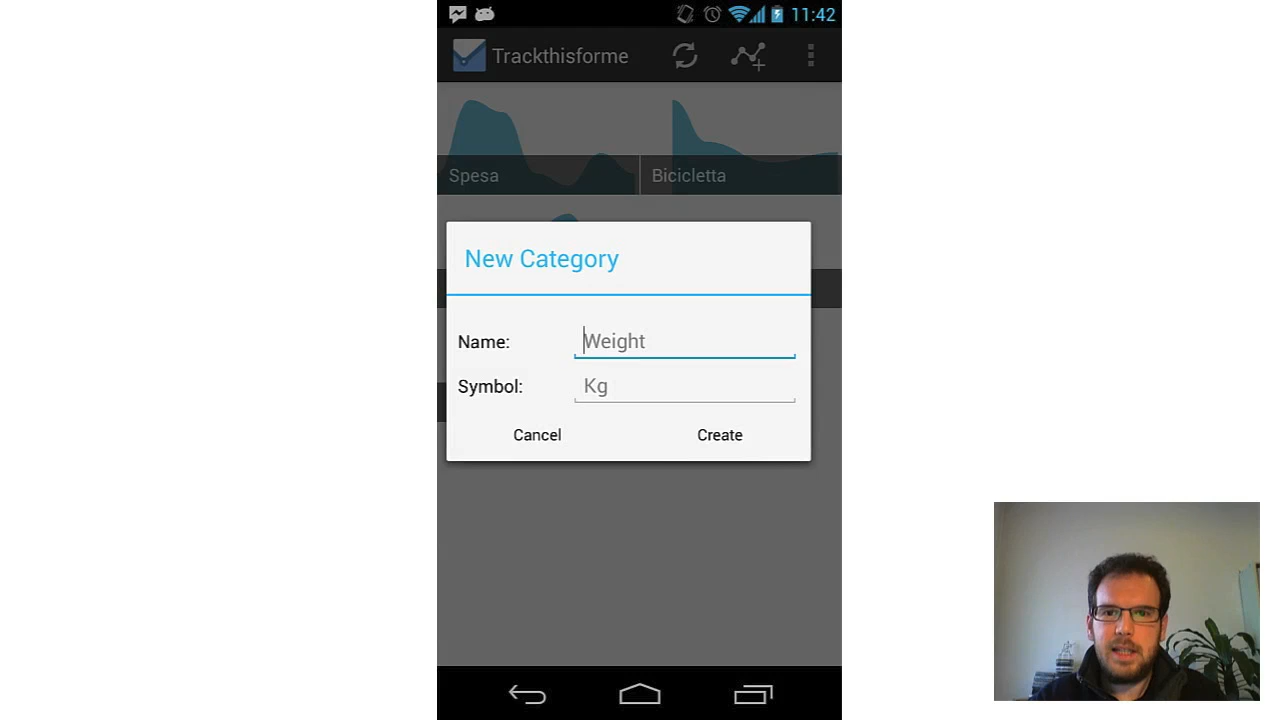 11:42
Trackthisforme
Spesa
Bicicletta
New Category
Name: Weight
Symbol: Kg
Cancel Create